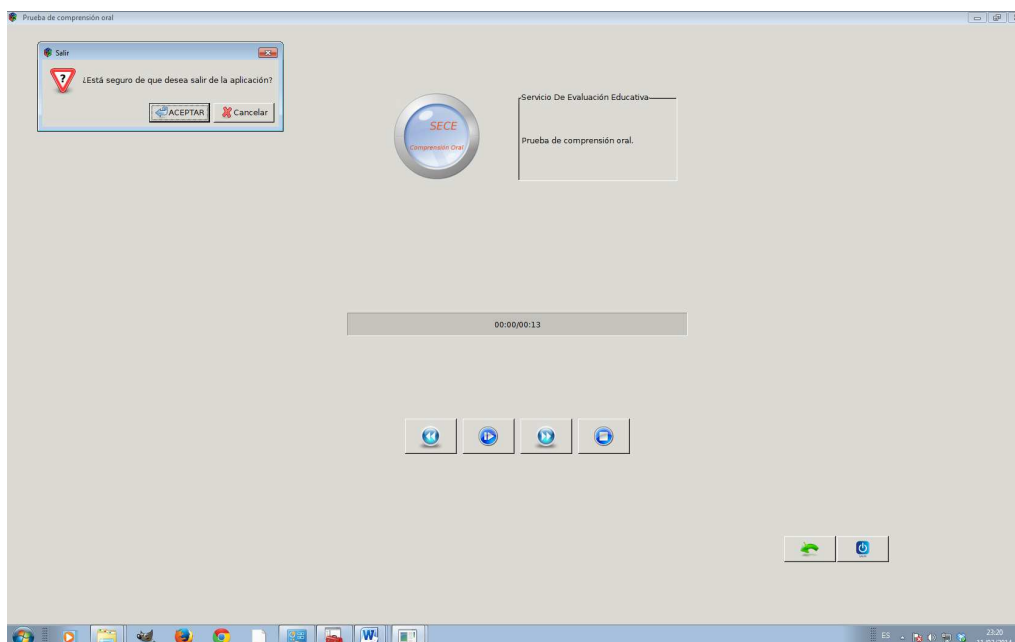 Prueba de comprensión oral
Salir
¿Está seguro de que desea salir de la aplicación?
ACEPTAR
Cancelar
SECE
Comprensión Oral
Servicio De Evaluación Educativa
Prueba de comprensión oral.
00:00/00:13
ES
23:20